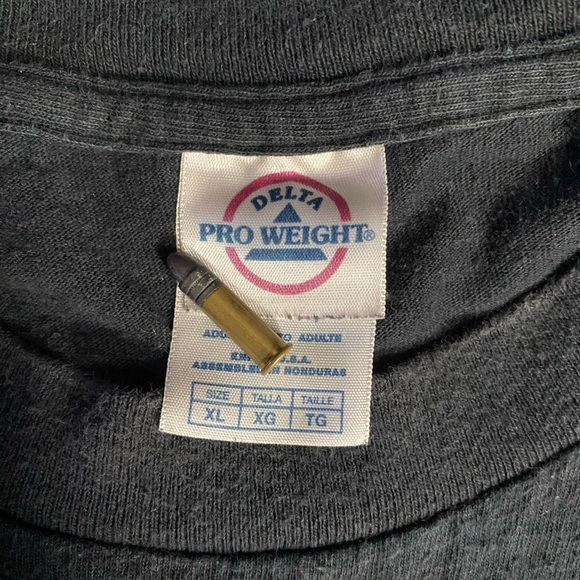 DELTA
PRO WEIGHT®
ADULTE
U.S.A.
HONDURAS
SIZE TALLA TAILLE
XL XG TG